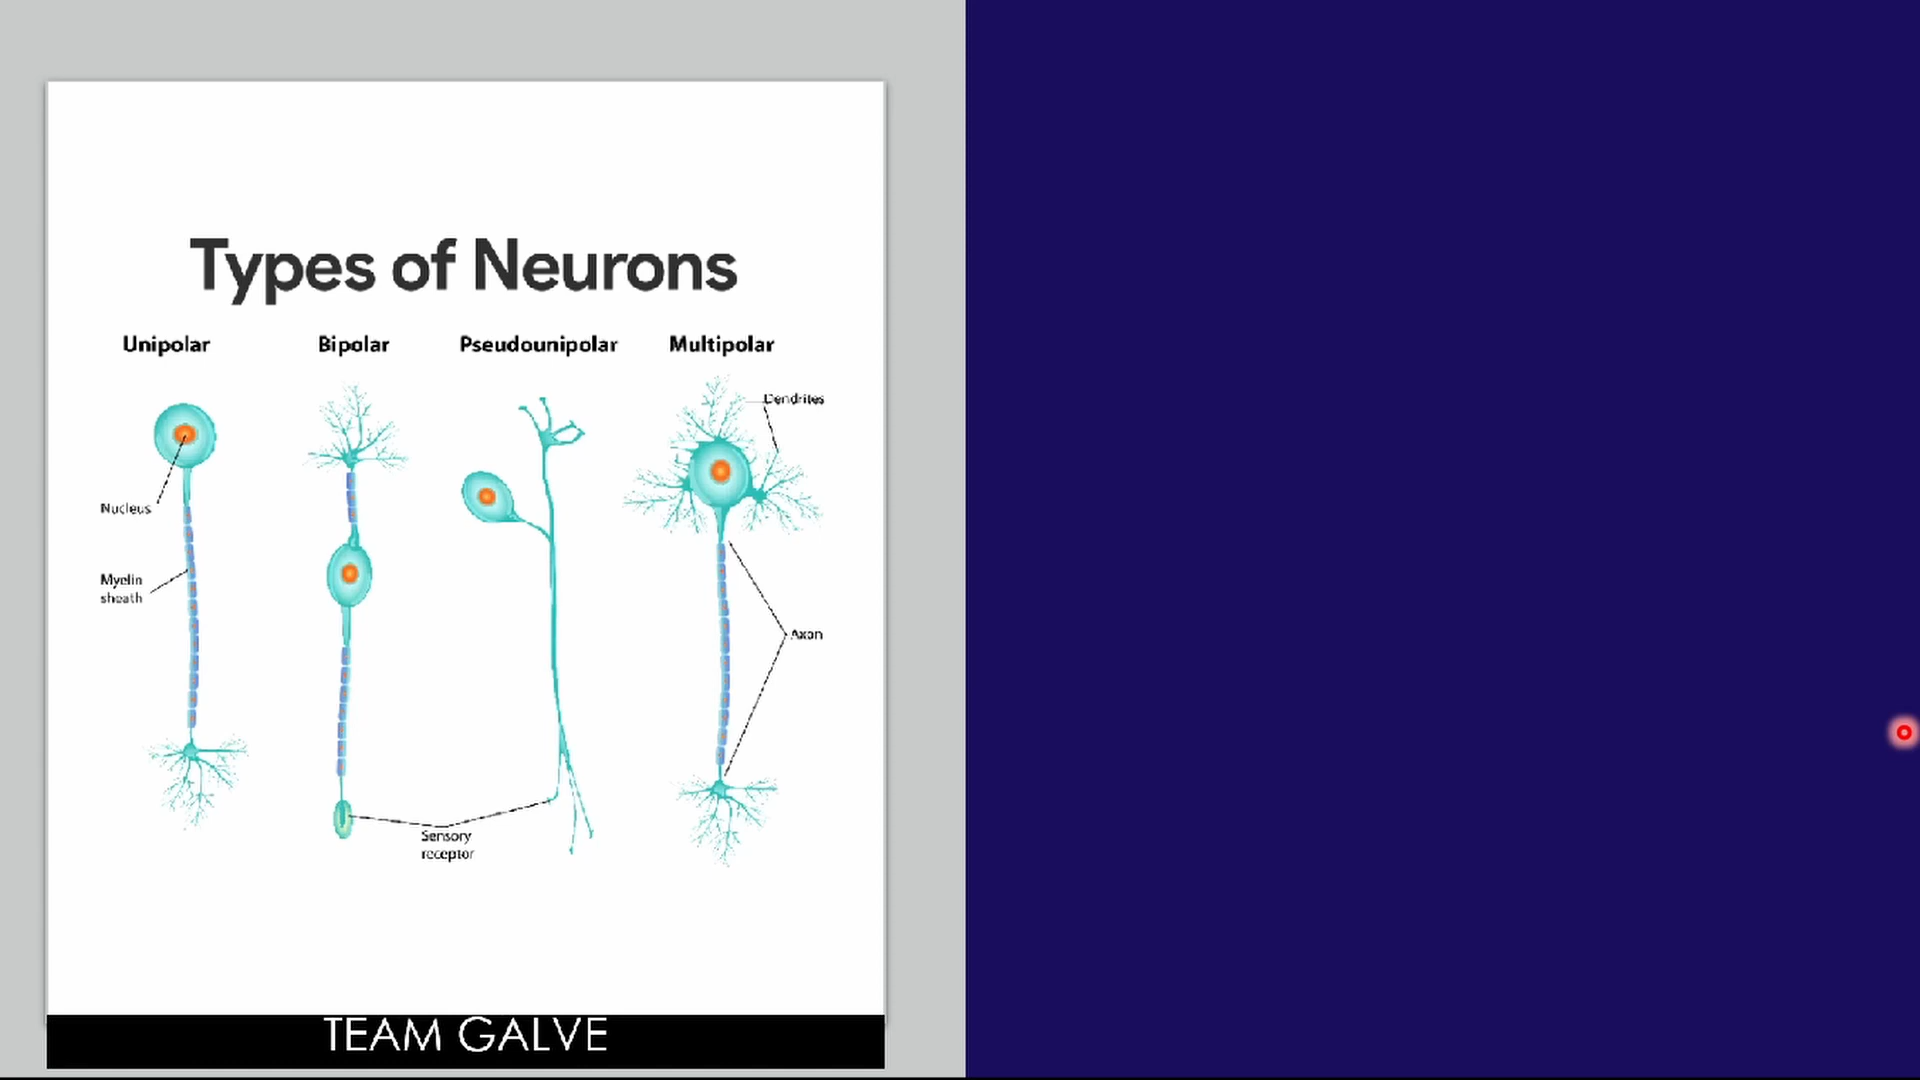 Types of Neurons
Unipolar
Bipolar
Pseudounipolar
Multipolar
Dendrites
Nucleus
Myelin
sheath
Axon
Sensory
receptor
TEAM GALVE